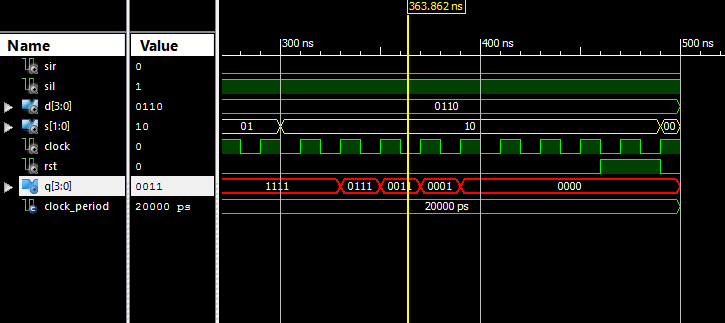 363.862 ns
Name Value 300 ns 400 ns 500 ns
sir 0
sil 1
d[3:0] 0110 0110
s[1:0] 10 01 10 00
clock 0
rst 0
q[3:0] 0011 1111 0111 0011 0001 0000
clock_period 20000 ps 20000 ps